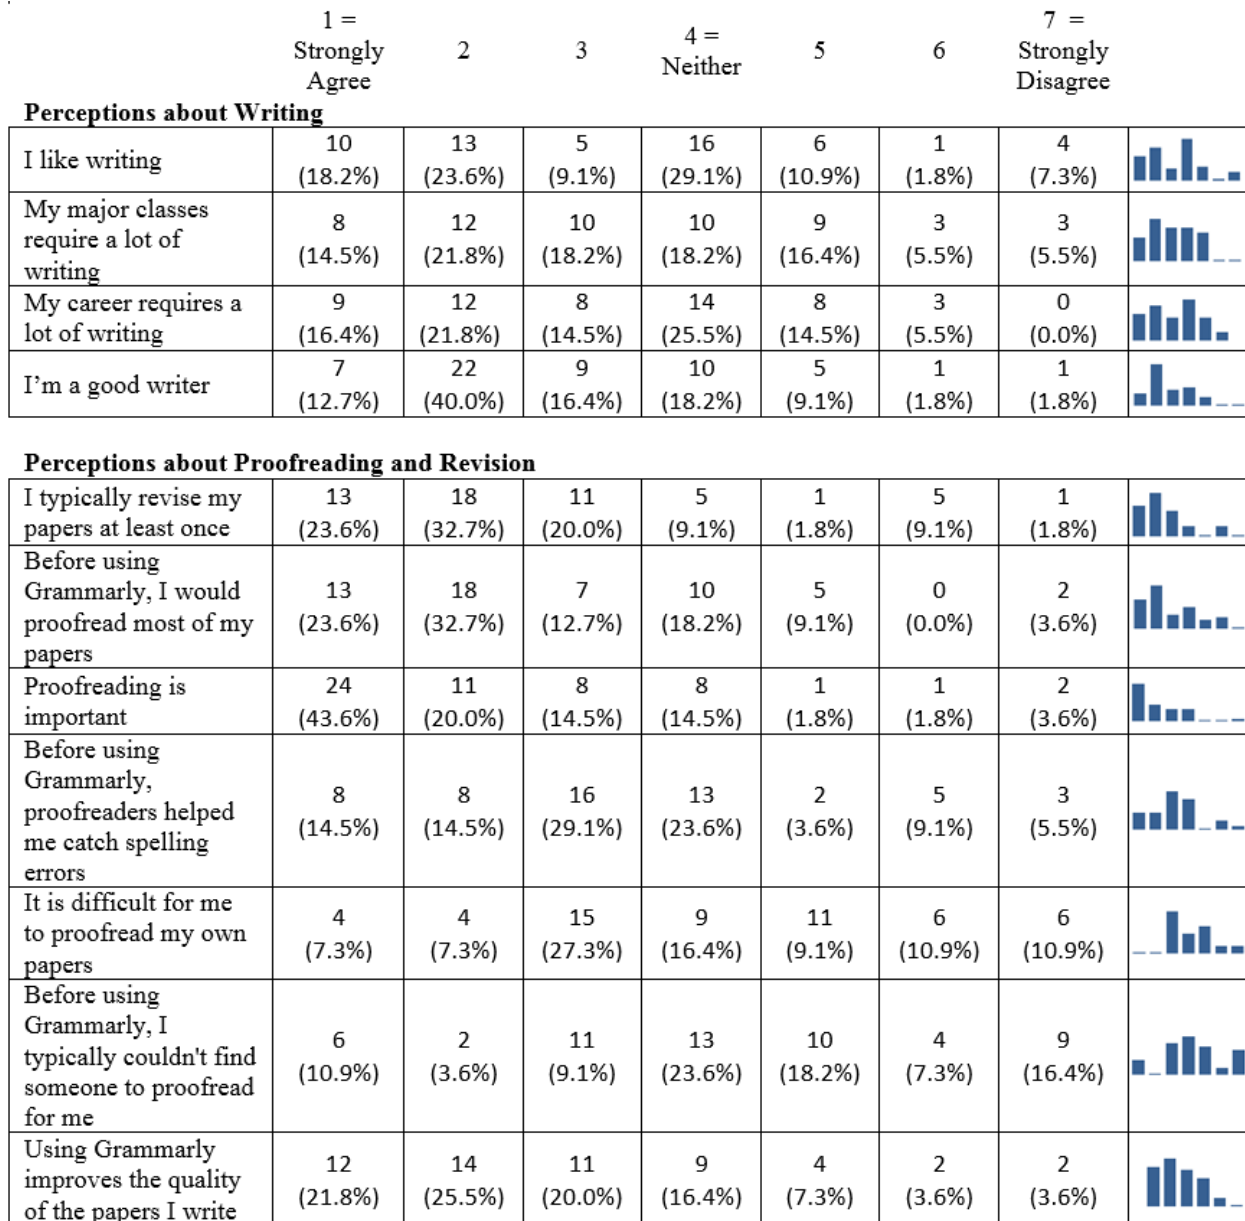 1 = Strongly Agree 2 3 4 = Neither 5 6 7 = Strongly Disagree
Perceptions about Writing
I like writing 10 (18.2%) 13 (23.6%) 5 (9.1%) 16 (29.1%) 6 (10.9%) 1 (1.8%) 4 (7.3%)
My major classes require a lot of writing 8 (14.5%) 12 (21.8%) 10 (18.2%) 10 (18.2%) 9 (16.4%) 3 (5.5%) 3 (5.5%)
My career requires a lot of writing 9 (16.4%) 12 (21.8%) 8 (14.5%) 14 (25.5%) 8 (14.5%) 3 (5.5%) 0 (0.0%)
I’m a good writer 7 (12.7%) 22 (40.0%) 9 (16.4%) 10 (18.2%) 5 (9.1%) 1 (1.8%) 1 (1.8%)
Perceptions about Proofreading and Revision
I typically revise my papers at least once 13 (23.6%) 18 (32.7%) 11 (20.0%) 5 (9.1%) 1 (1.8%) 5 (9.1%) 1 (1.8%)
Before using Grammarly, I would proofread most of my papers 13 (23.6%) 18 (32.7%) 7 (12.7%) 10 (18.2%) 5 (9.1%) 0 (0.0%) 2 (3.6%)
Proofreading is important 24 (43.6%) 11 (20.0%) 8 (14.5%) 8 (14.5%) 1 (1.8%) 1 (1.8%) 2 (3.6%)
Before using Grammarly, proofreaders helped me catch spelling errors 8 (14.5%) 8 (14.5%) 16 (29.1%) 13 (23.6%) 2 (3.6%) 5 (9.1%) 3 (5.5%)
It is difficult for me to proofread my own papers 4 (7.3%) 4 (7.3%) 15 (27.3%) 9 (16.4%) 11 (9.1%) 6 (10.9%) 6 (10.9%)
Before using Grammarly, I typically couldn't find someone to proofread for me 6 (10.9%) 2 (3.6%) 11 (9.1%) 13 (23.6%) 10 (18.2%) 4 (7.3%) 9 (16.4%)
Using Grammarly improves the quality of the papers I write 12 (21.8%) 14 (25.5%) 11 (20.0%) 9 (16.4%) 4 (7.3%) 2 (3.6%) 2 (3.6%)